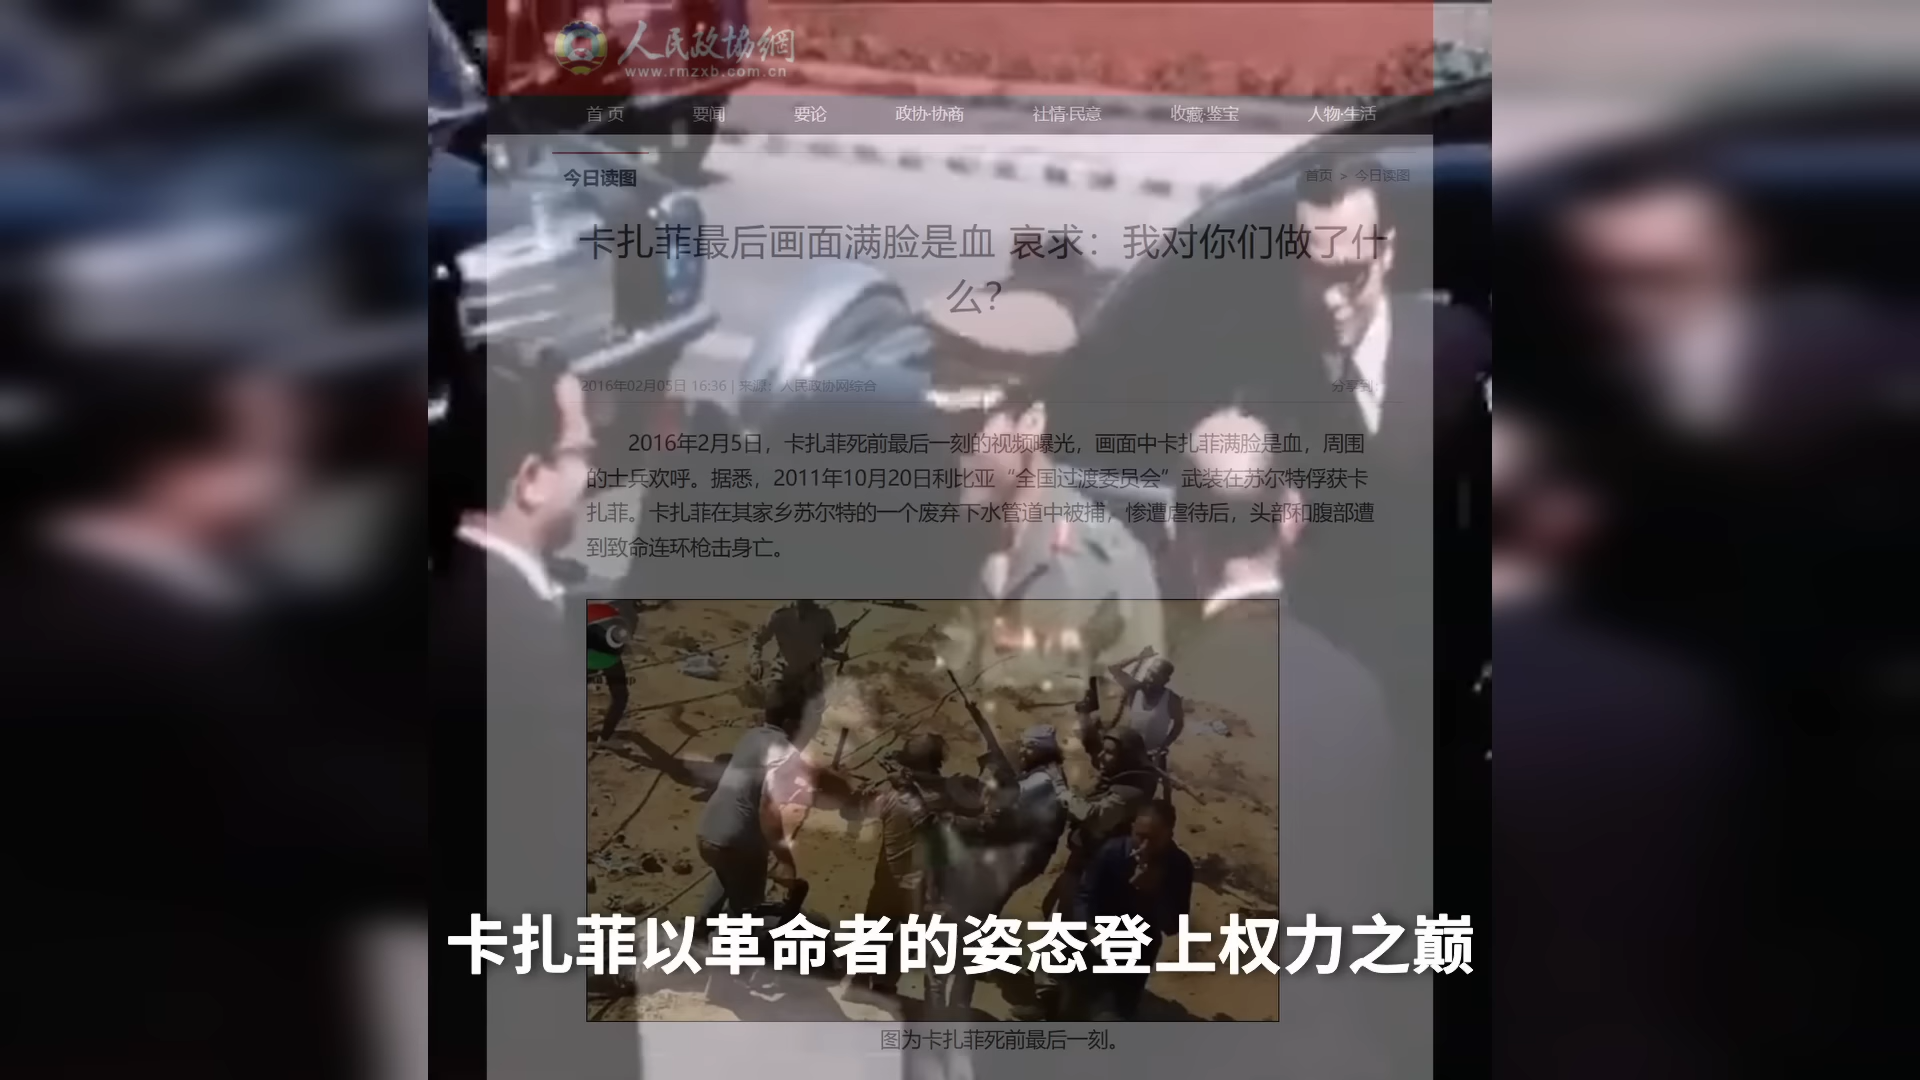 人民政协網
www.rmzxb.com.cn
首页 要闻 要论 政协·协商 社情·民意 收藏·鉴宝 人物·生活
今日读图
首页 > 今日读图
卡扎菲最后画面满脸是血 哀求：我对你们做了什
么？
2016年02月05日 16:36 | 来源：人民政协网综合
分享到:
2016年2月5日，卡扎菲死前最后一刻的视频曝光，画面中卡扎菲满脸是血，周围
的士兵欢呼。据悉，2011年10月20日利比亚“全国过渡委员会”武装在苏尔特俘获卡
扎菲。卡扎菲在其家乡苏尔特的一个废弃下水管道中被捕，惨遭虐待后，头部和腹部遭
到致命连环枪击身亡。
卡扎菲以革命者的姿态登上权力之巅
图为卡扎菲死前最后一刻。